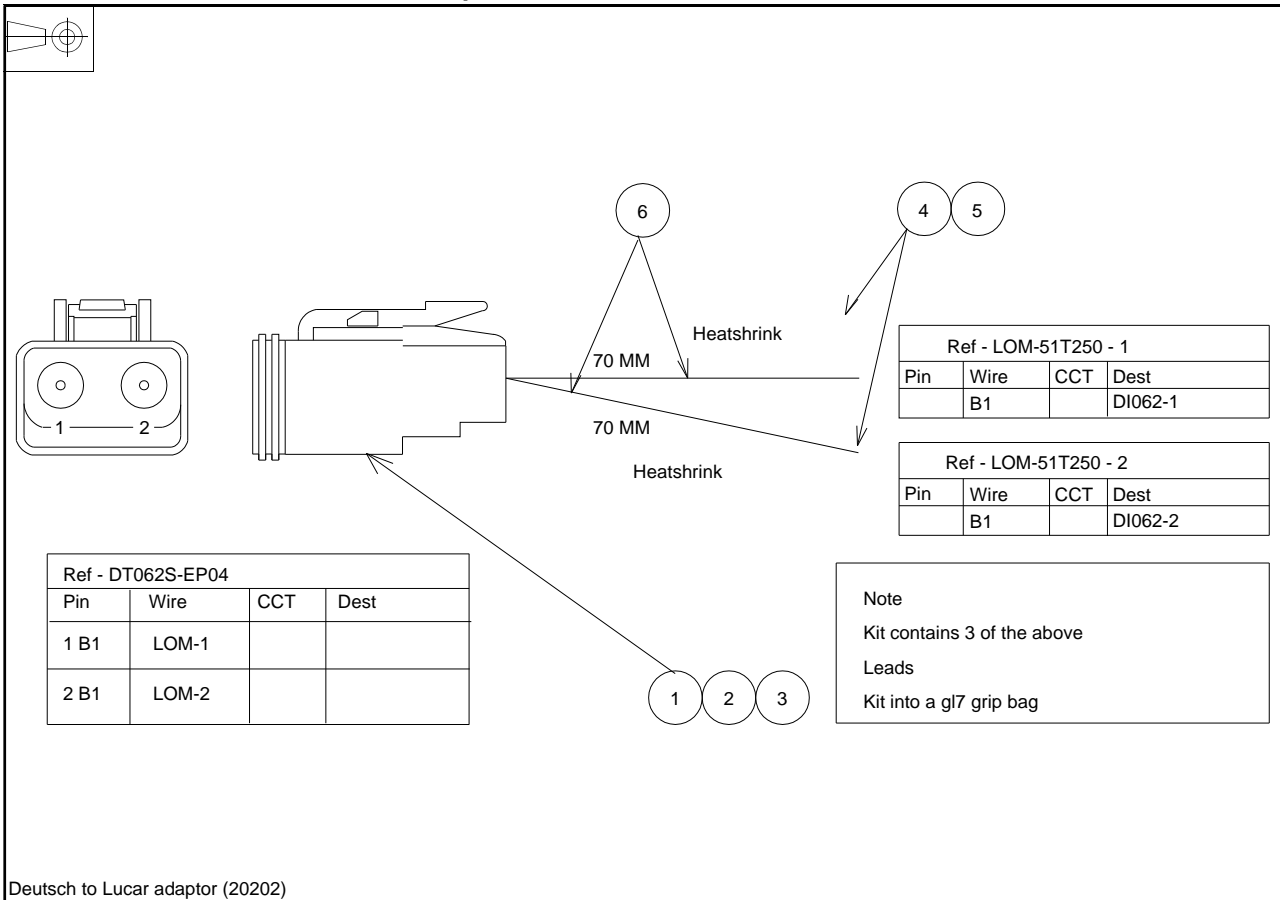 6
4 5
Heatshrink
70 MM
70 MM
Heatshrink
1 2
Ref - LOM-51T250 - 1
Pin Wire CCT Dest
B1 DI062-1
Ref - LOM-51T250 - 2
Pin Wire CCT Dest
B1 DI062-2
Ref - DT062S-EP04
Pin Wire CCT Dest
1 B1 LOM-1
2 B1 LOM-2
1 2 3
Note
Kit contains 3 of the above
Leads
Kit into a gl7 grip bag
Deutsch to Lucar adaptor (20202)